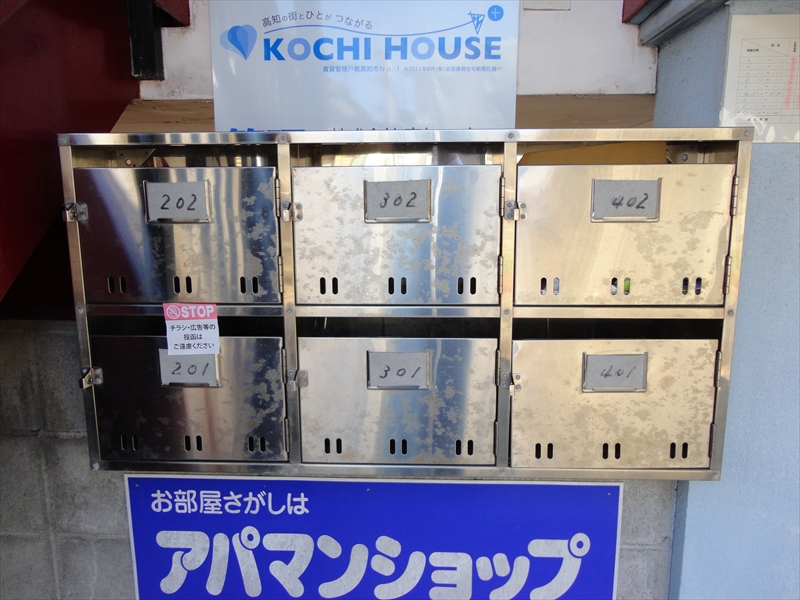 高知の街とひとがつながる
KOCHI HOUSE
202
302
402
STOP
チラシ・広告等の
投函は
ご遠慮ください
201
301
401
お部屋さがしは
アパマンショップ